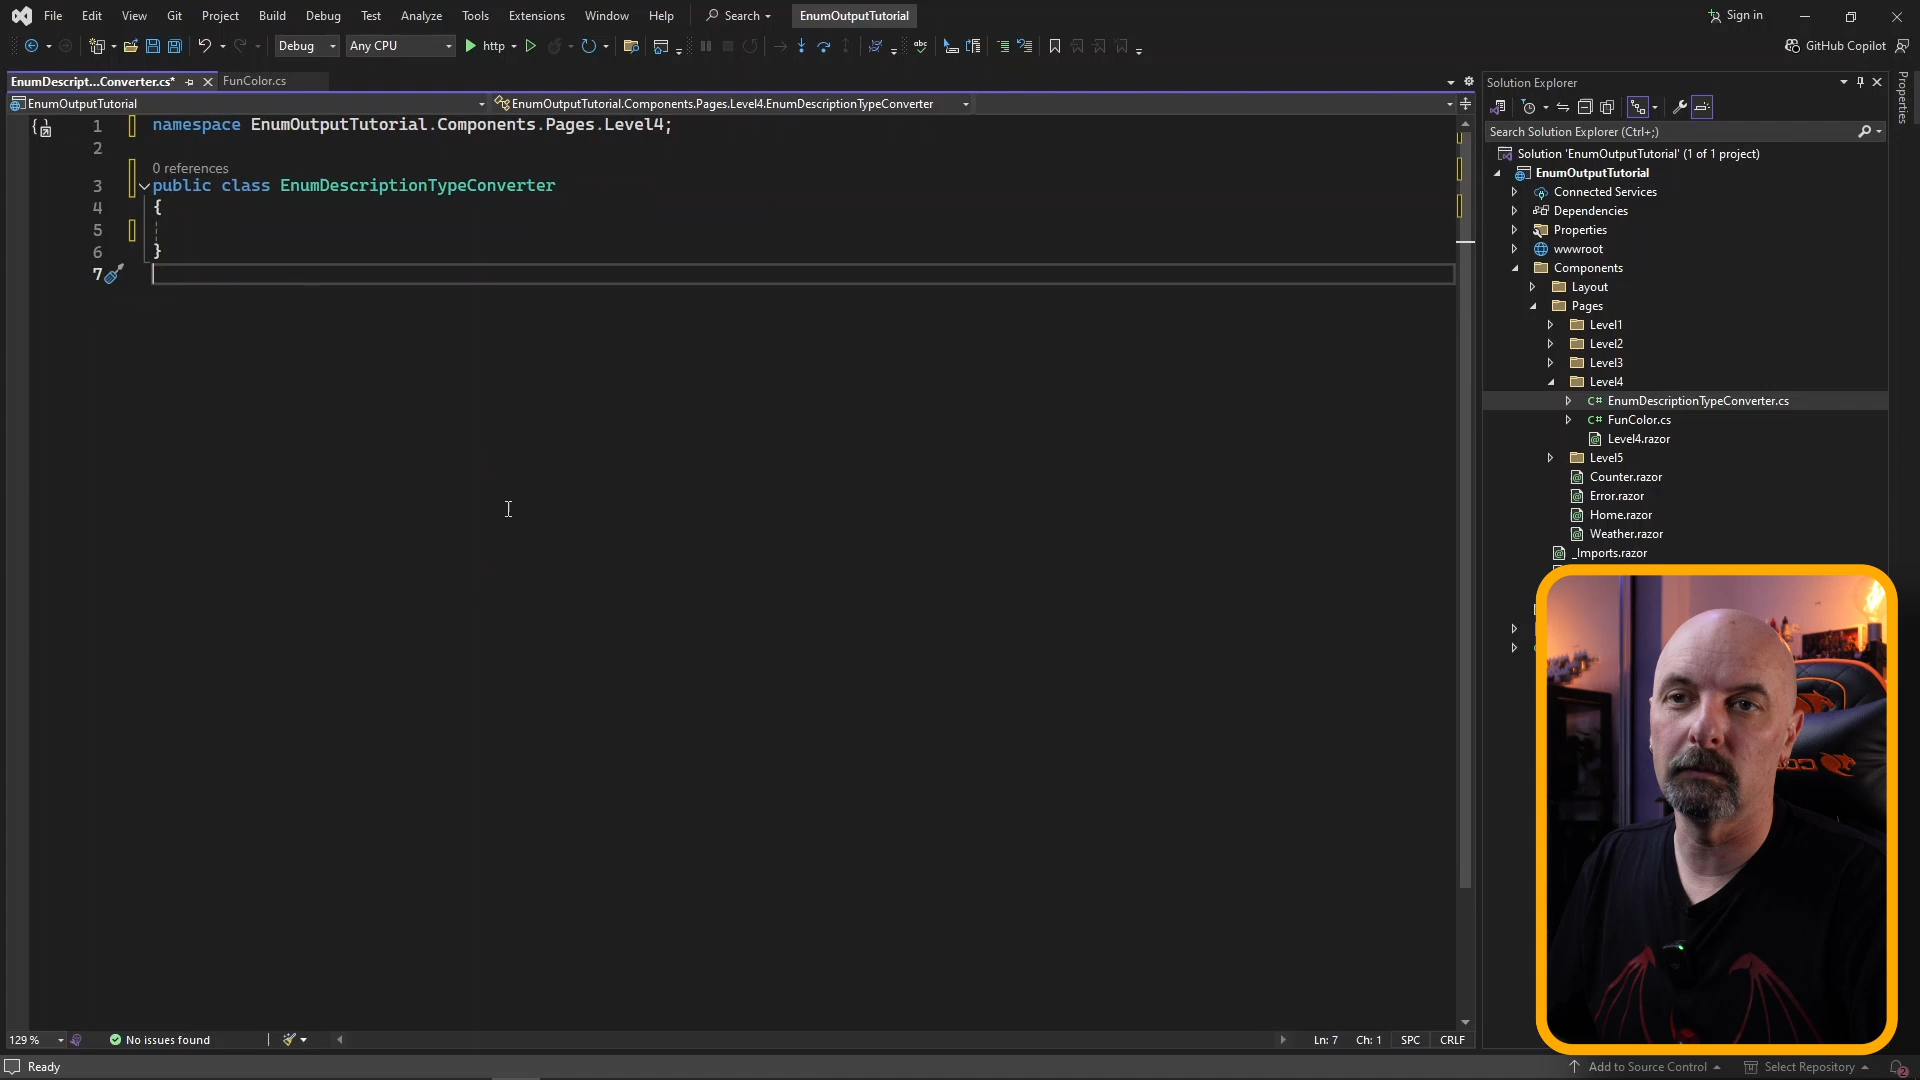 File Edit View Git Project Build Debug Test Analyze Tools Extensions Window Help Search EnumOutputTutorial Sign in
Debug Any CPU http GitHub Copilot
EnumDescript...Converter.cs* FunColor.cs
EnumOutputTutorial EnumOutputTutorial.Components.Pages.Level4.EnumDescriptionTypeConverter
1 namespace EnumOutputTutorial.Components.Pages.Level4;
2
0 references
3 public class EnumDescriptionTypeConverter
4 {
5
6 }
7
129 % No issues found Ln: 7 Ch: 1 SPC CRLF
Solution Explorer
Search Solution Explorer (Ctrl+;)
Solution 'EnumOutputTutorial' (1 of 1 project)
EnumOutputTutorial
Connected Services
Dependencies
Properties
wwwroot
Components
Layout
Pages
Level1
Level2
Level3
Level4
C# EnumDescriptionTypeConverter.cs
C# FunColor.cs
Level4.razor
Level5
Counter.razor
Error.razor
Home.razor
Weather.razor
_Imports.razor
Properties
Ready Add to Source Control Select Repository 2